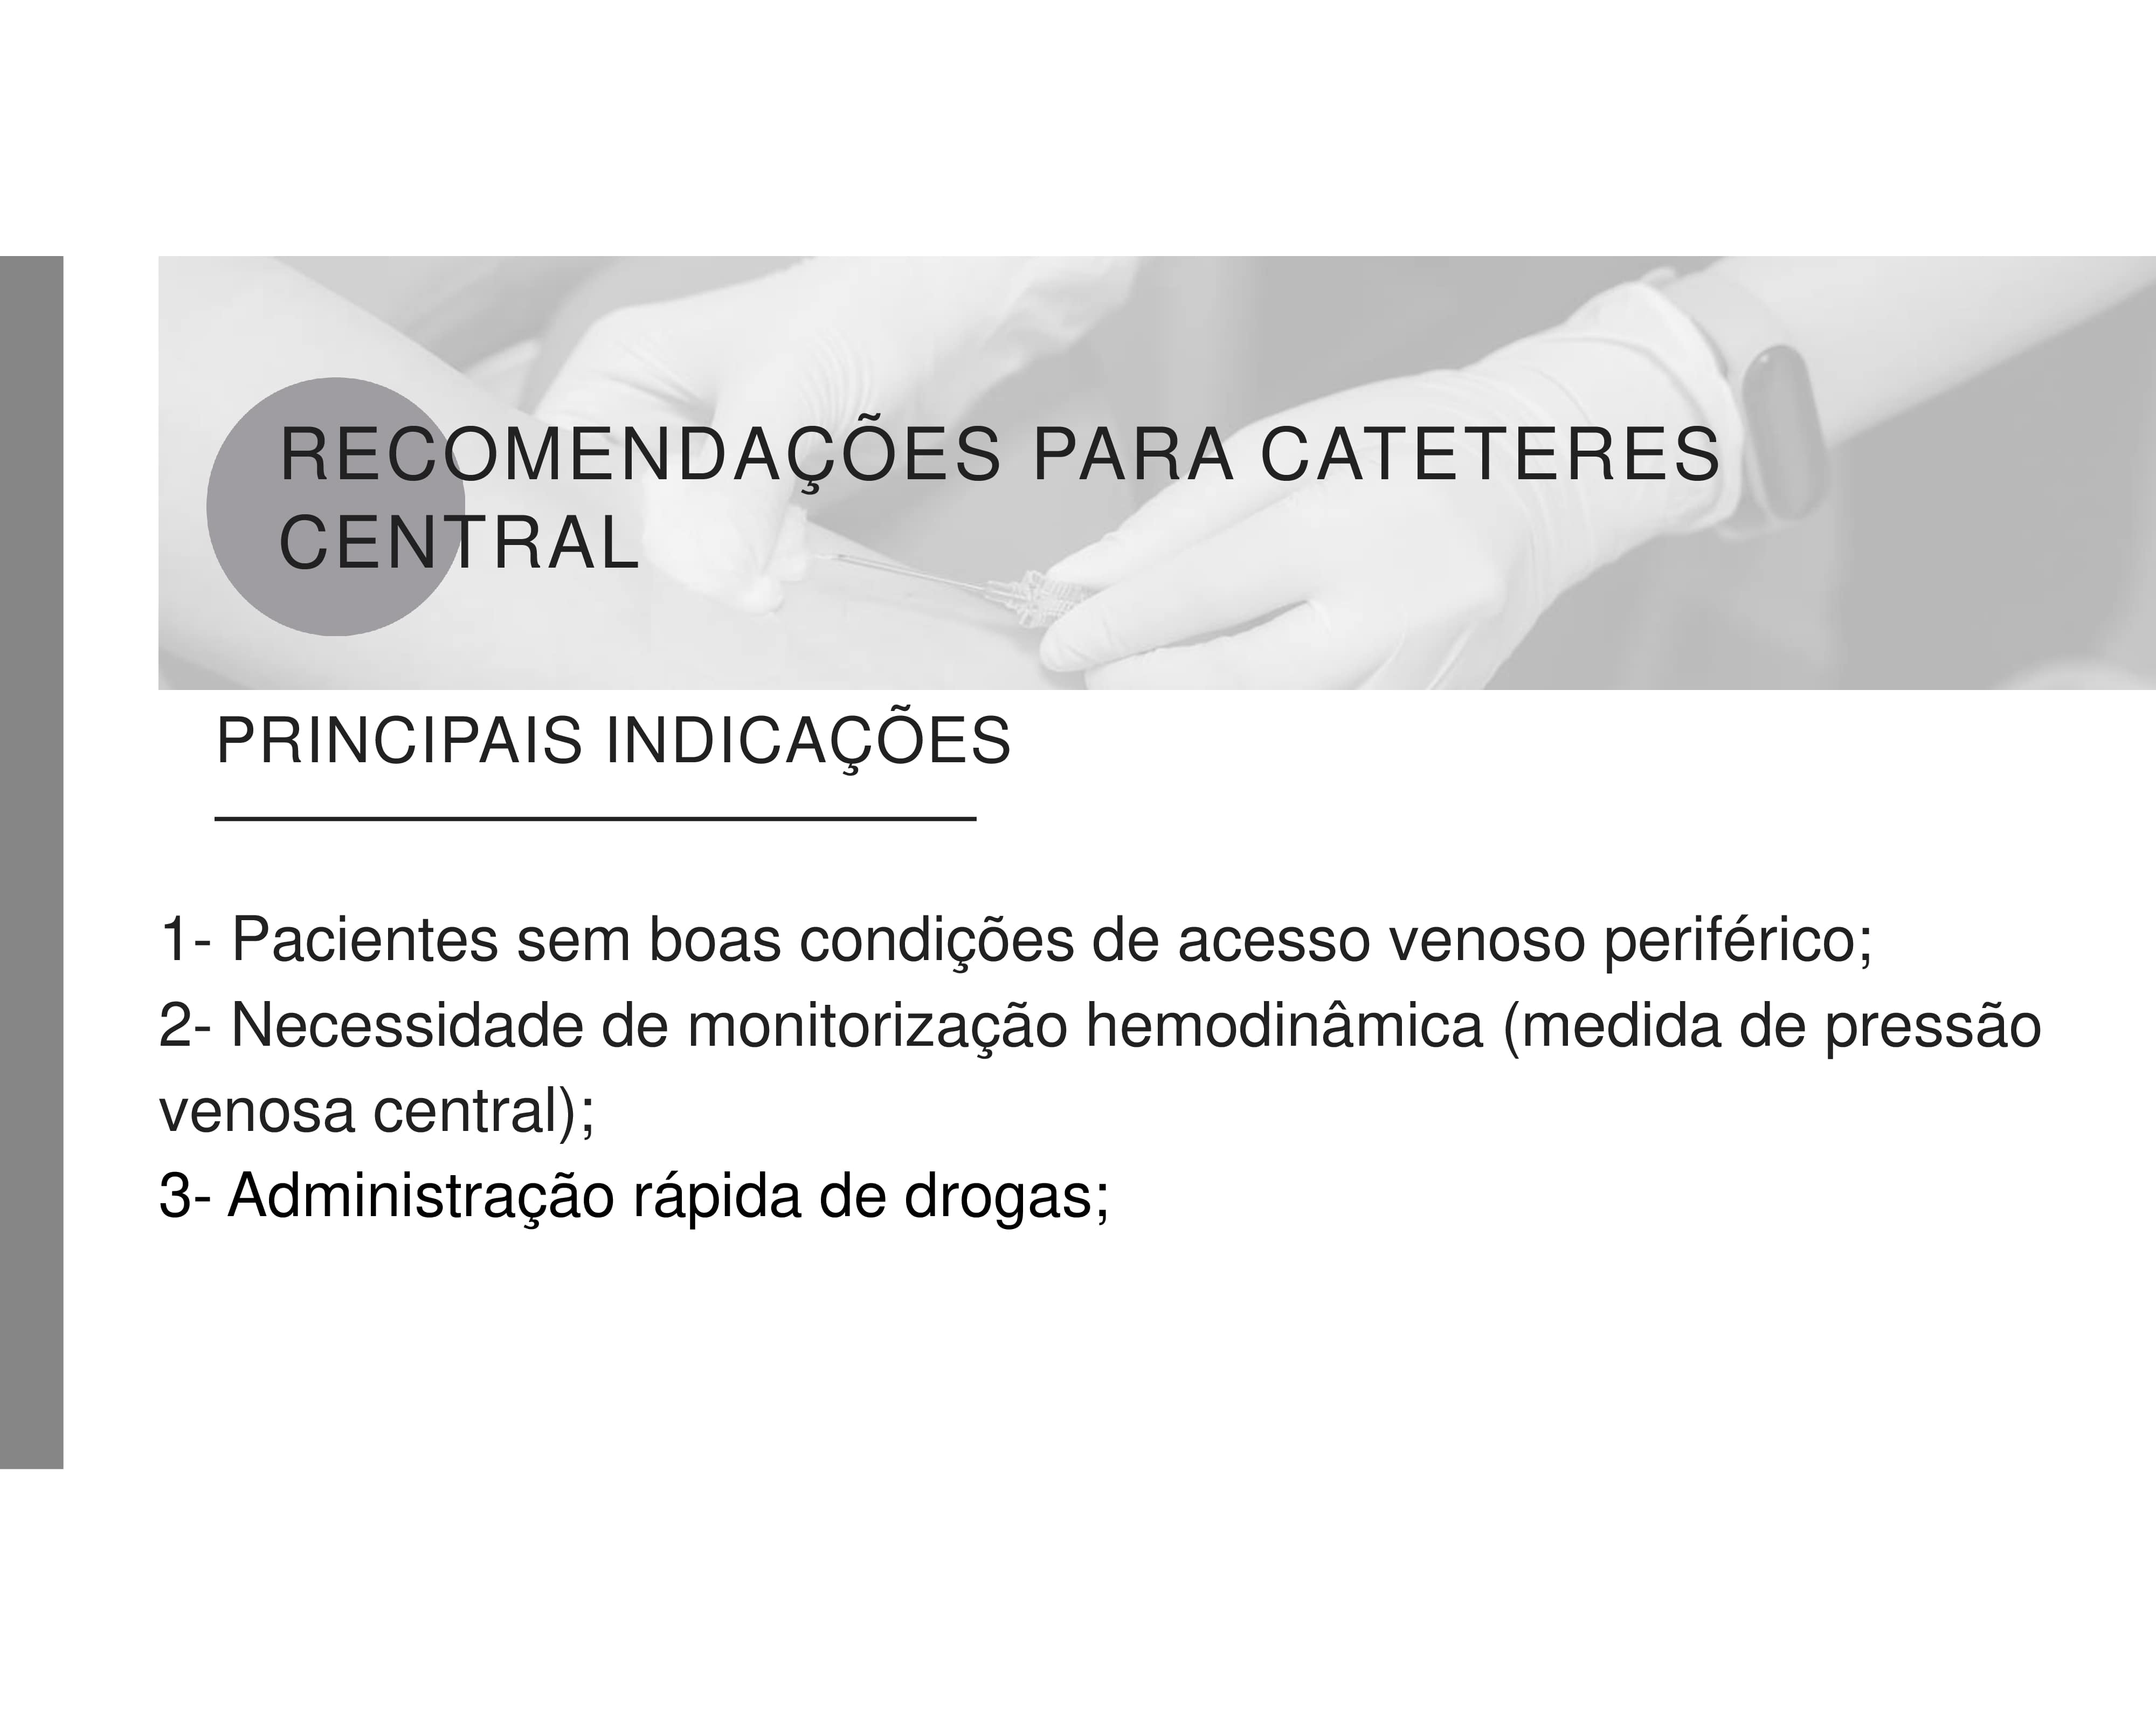 RECOMENDAÇÕES PARA CATETERES
CENTRAL
PRINCIPAIS INDICAÇÕES
1- Pacientes sem boas condições de acesso venoso periférico;
2- Necessidade de monitorização hemodinâmica (medida de pressão
venosa central);
3- Administração rápida de drogas;